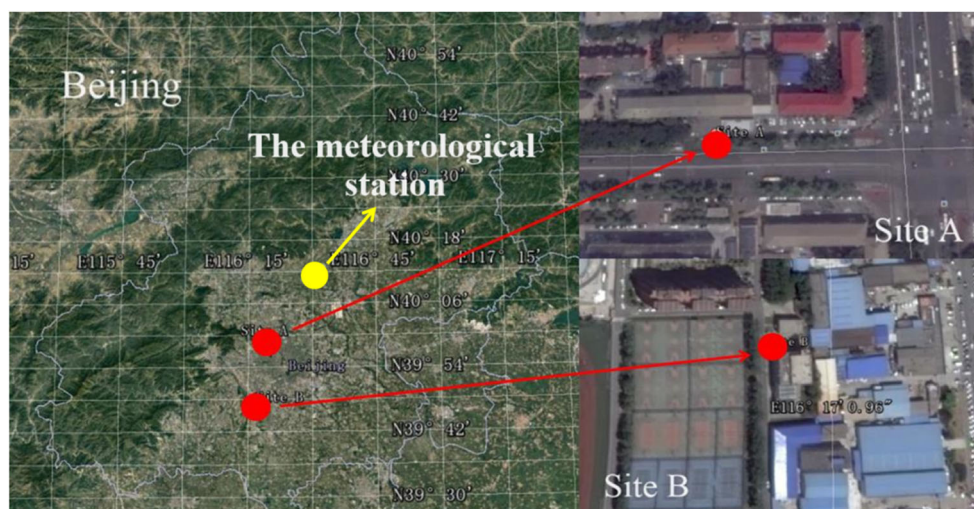 Beijing
N40° 54′
N40° 42′
The meteorological
station
30′
N40° 18′
15′
E115° 45′
E116° 15′
E116° 45′
E117° 15′
N40° 06′
Site A
Beijing
N39° 54′
N39° 42′
N39° 30′
Site A
Site A
E116° 17′ 0.96″
Site B